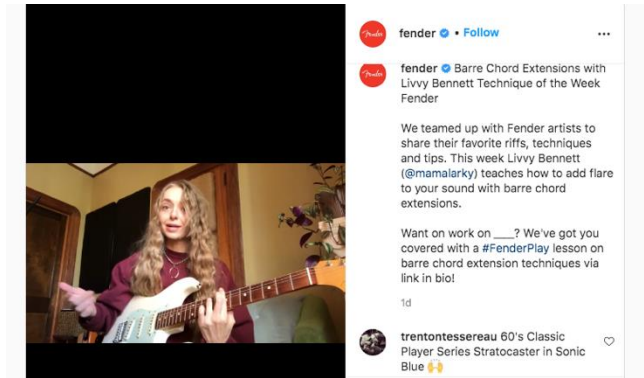 fender • Follow
fender Barre Chord Extensions with
Livvy Bennett Technique of the Week
Fender
We teamed up with Fender artists to
share their favorite riffs, techniques
and tips. This week Livvy Bennett
(@mamalarky) teaches how to add flare
to your sound with barre chord
extensions.
Want on work on ____? We've got you
covered with a #FenderPlay lesson on
barre chord extension techniques via
link in bio!
1d
trentontessereau 60's Classic
Player Series Stratocaster in Sonic
Blue 🙌